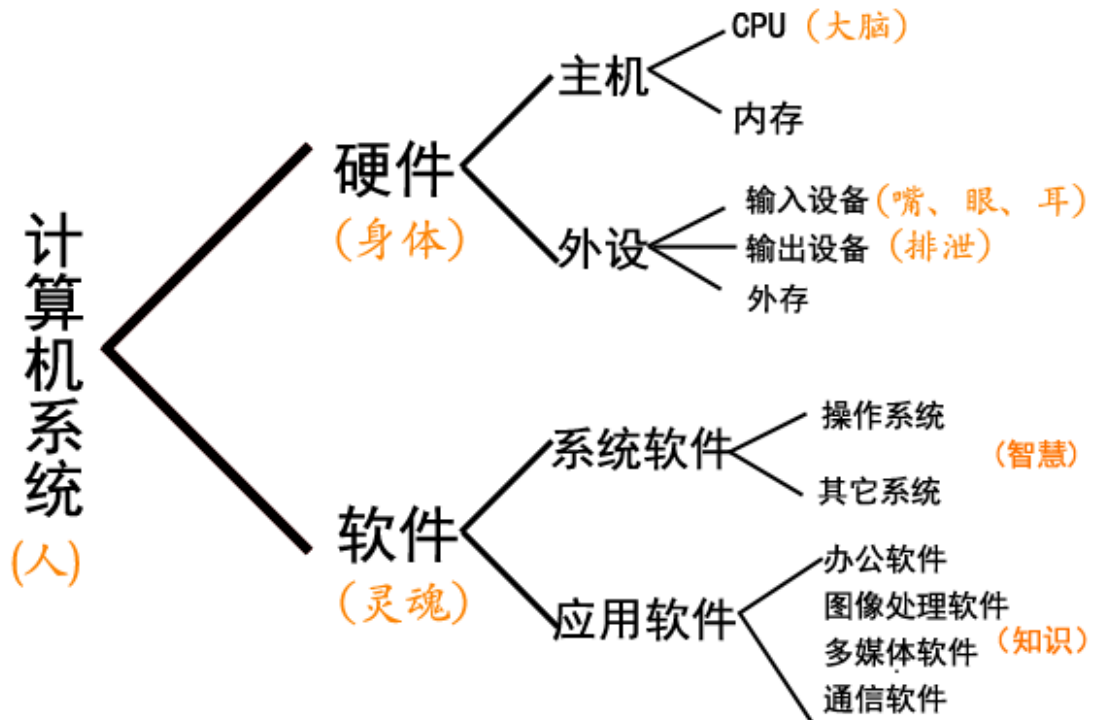 计算机系统
(人)
硬件
(身体)
主机
CPU (大脑)
内存
外设
输入设备(嘴、眼、耳)
输出设备 (排泄)
外存
软件
(灵魂)
系统软件
操作系统
其它系统
(智慧)
应用软件
办公软件
图像处理软件
多媒体软件
通信软件
(知识)